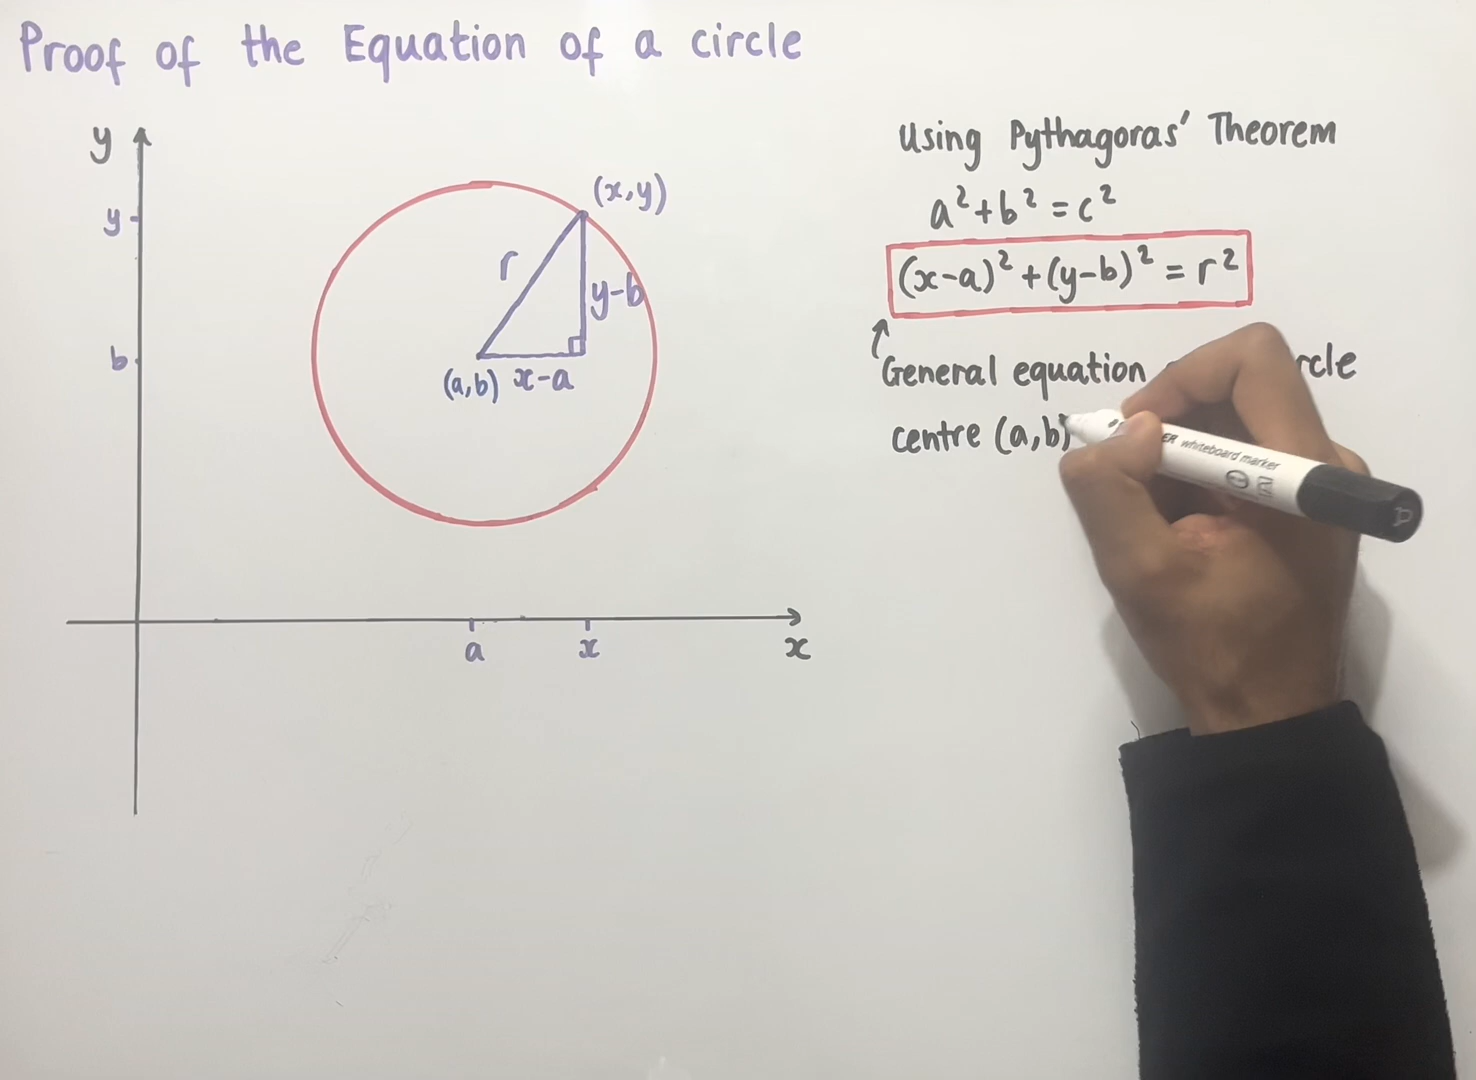 Proof of the Equation of a circle
y
y
b
(x,y)
r
y-b
(a,b) x-a
a x
x
Using Pythagoras' Theorem
a²+b²=c²
(x-a)²+(y-b)²=r²
General equation
centre (a,b)
whiteboard marker